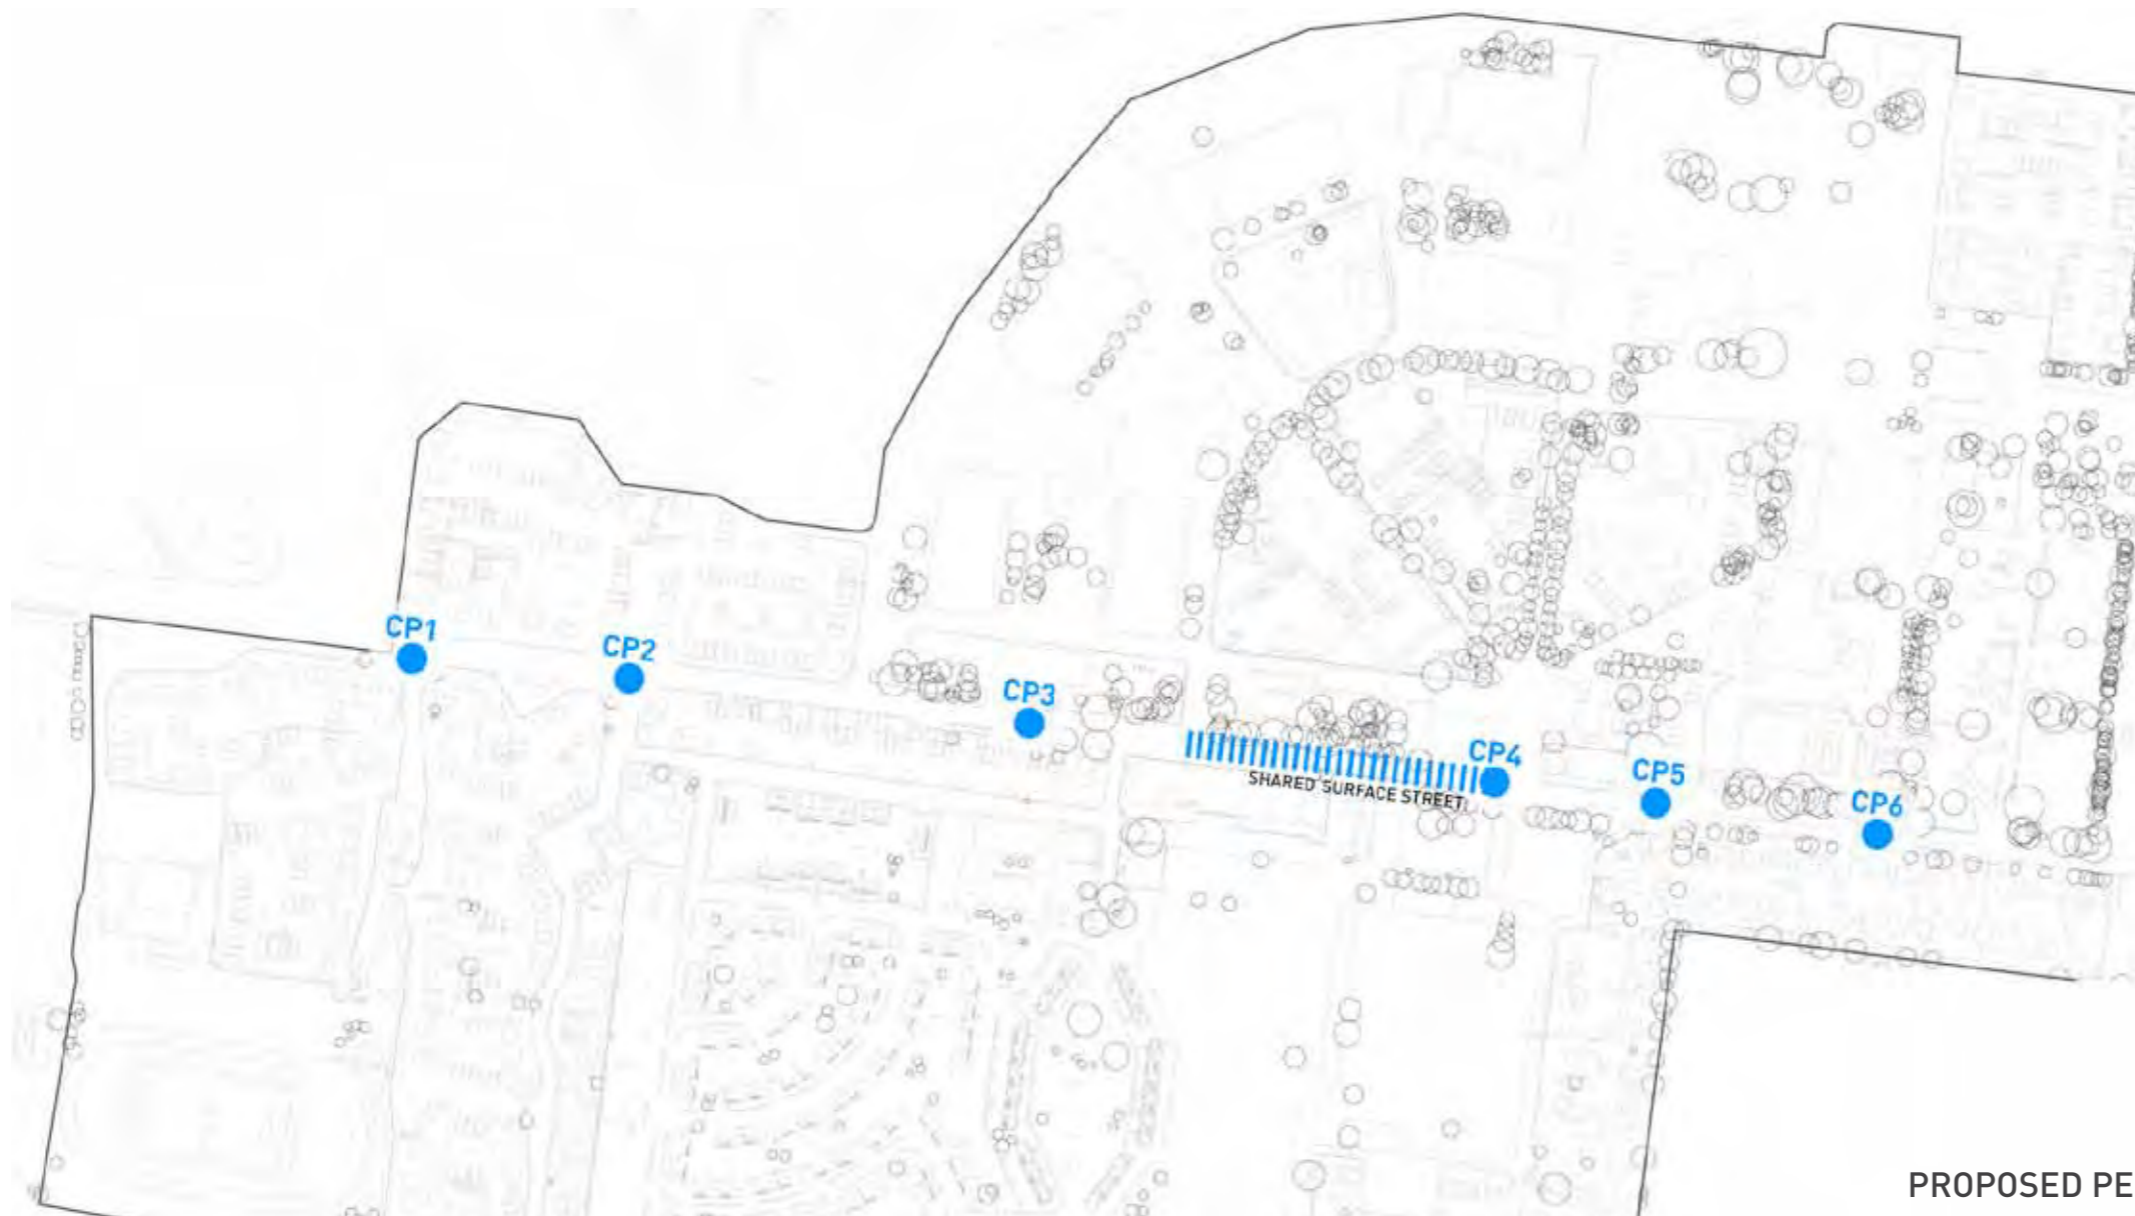 CP1
CP2
CP3
CP4
SHARED SURFACE STREET
CP5
CP6
PROPOSED PE